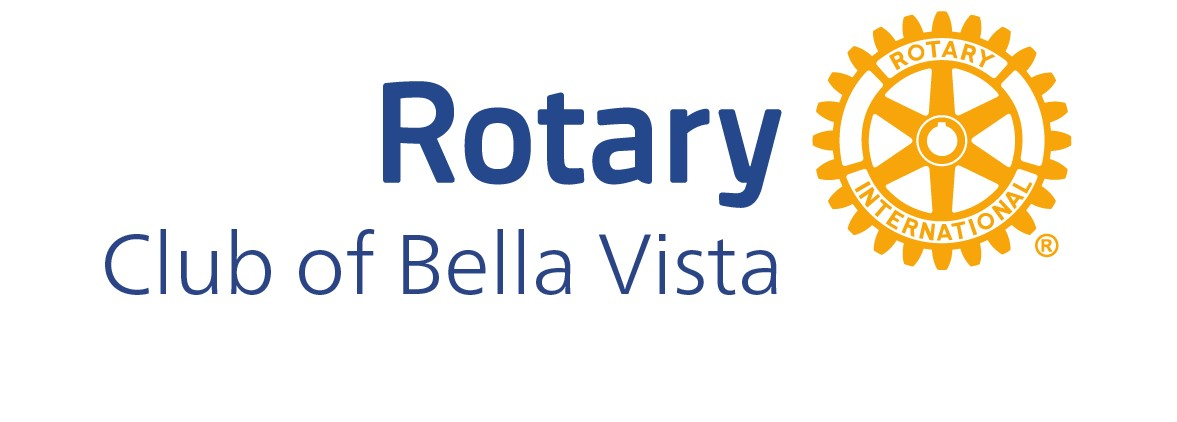 Rotary
Club of Bella Vista
ROTARY
INTERNATIONAL
®